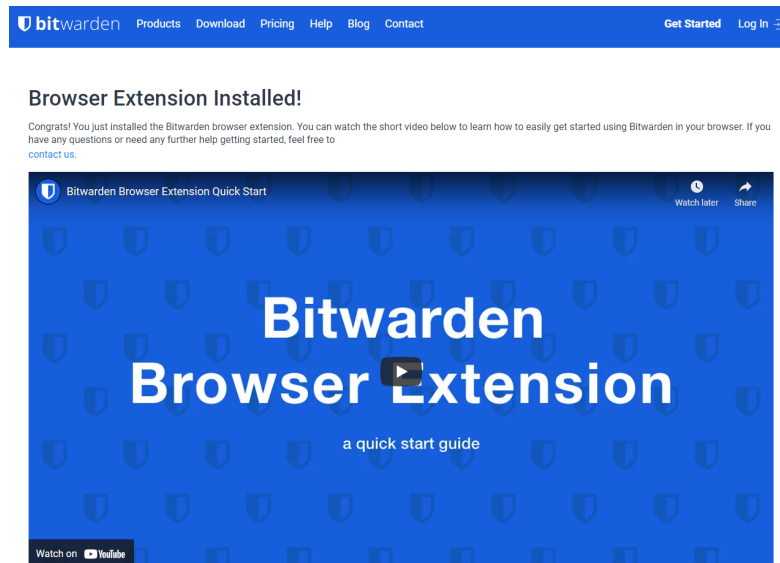 bitwarden Products Download Pricing Help Blog Contact Get Started Log In
Browser Extension Installed!
Congrats! You just installed the Bitwarden browser extension. You can watch the short video below to learn how to easily get started using Bitwarden in your browser. If you
have any questions or need any further help getting started, feel free to
contact us.
Bitwarden Browser Extension Quick Start
Watch later Share
Bitwarden
Browser Extension
a quick start guide
Watch on YouTube